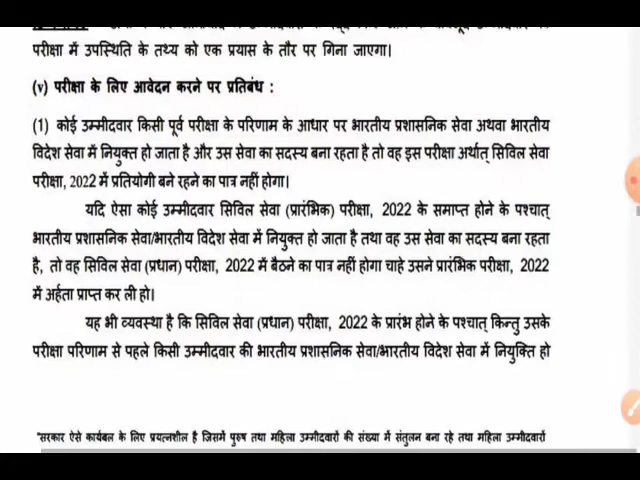 परीक्षा में उपस्थिति के तथ्य को एक प्रयास के तौर पर गिना जाएगा।
(v) परीक्षा के लिए आवेदन करने पर प्रतिबंध :
(1) कोई उम्मीदवार किसी पूर्व परीक्षा के परिणाम के आधार पर भारतीय प्रशासनिक सेवा अथवा भारतीय
विदेश सेवा में नियुक्त हो जाता है और उस सेवा का सदस्य बना रहता है तो वह इस परीक्षा अर्थात् सिविल सेवा
परीक्षा, 2022 में प्रतियोगी बने रहने का पात्र नहीं होगा।
यदि ऐसा कोई उम्मीदवार सिविल सेवा (प्रारंभिक) परीक्षा, 2022 के समाप्त होने के पश्चात्
भारतीय प्रशासनिक सेवा/भारतीय विदेश सेवा में नियुक्त हो जाता है तथा वह उस सेवा का सदस्य बना रहता
है, तो वह सिविल सेवा (प्रधान) परीक्षा, 2022 में बैठने का पात्र नहीं होगा चाहे उसने प्रारंभिक परीक्षा, 2022
में अर्हता प्राप्त कर ली हो।
यह भी व्यवस्था है कि सिविल सेवा (प्रधान) परीक्षा, 2022 के प्रारंभ होने के पश्चात् किन्तु उसके
परीक्षा परिणाम से पहले किसी उम्मीदवार की भारतीय प्रशासनिक सेवा/भारतीय विदेश सेवा में नियुक्ति हो
"सरकार ऐसे कार्यबल के लिए प्रयत्नशील है जिसमें पुरुष तथा महिला उम्मीदवारों की संख्या में संतुलन बना रहे तथा महिला उम्मीदवारों